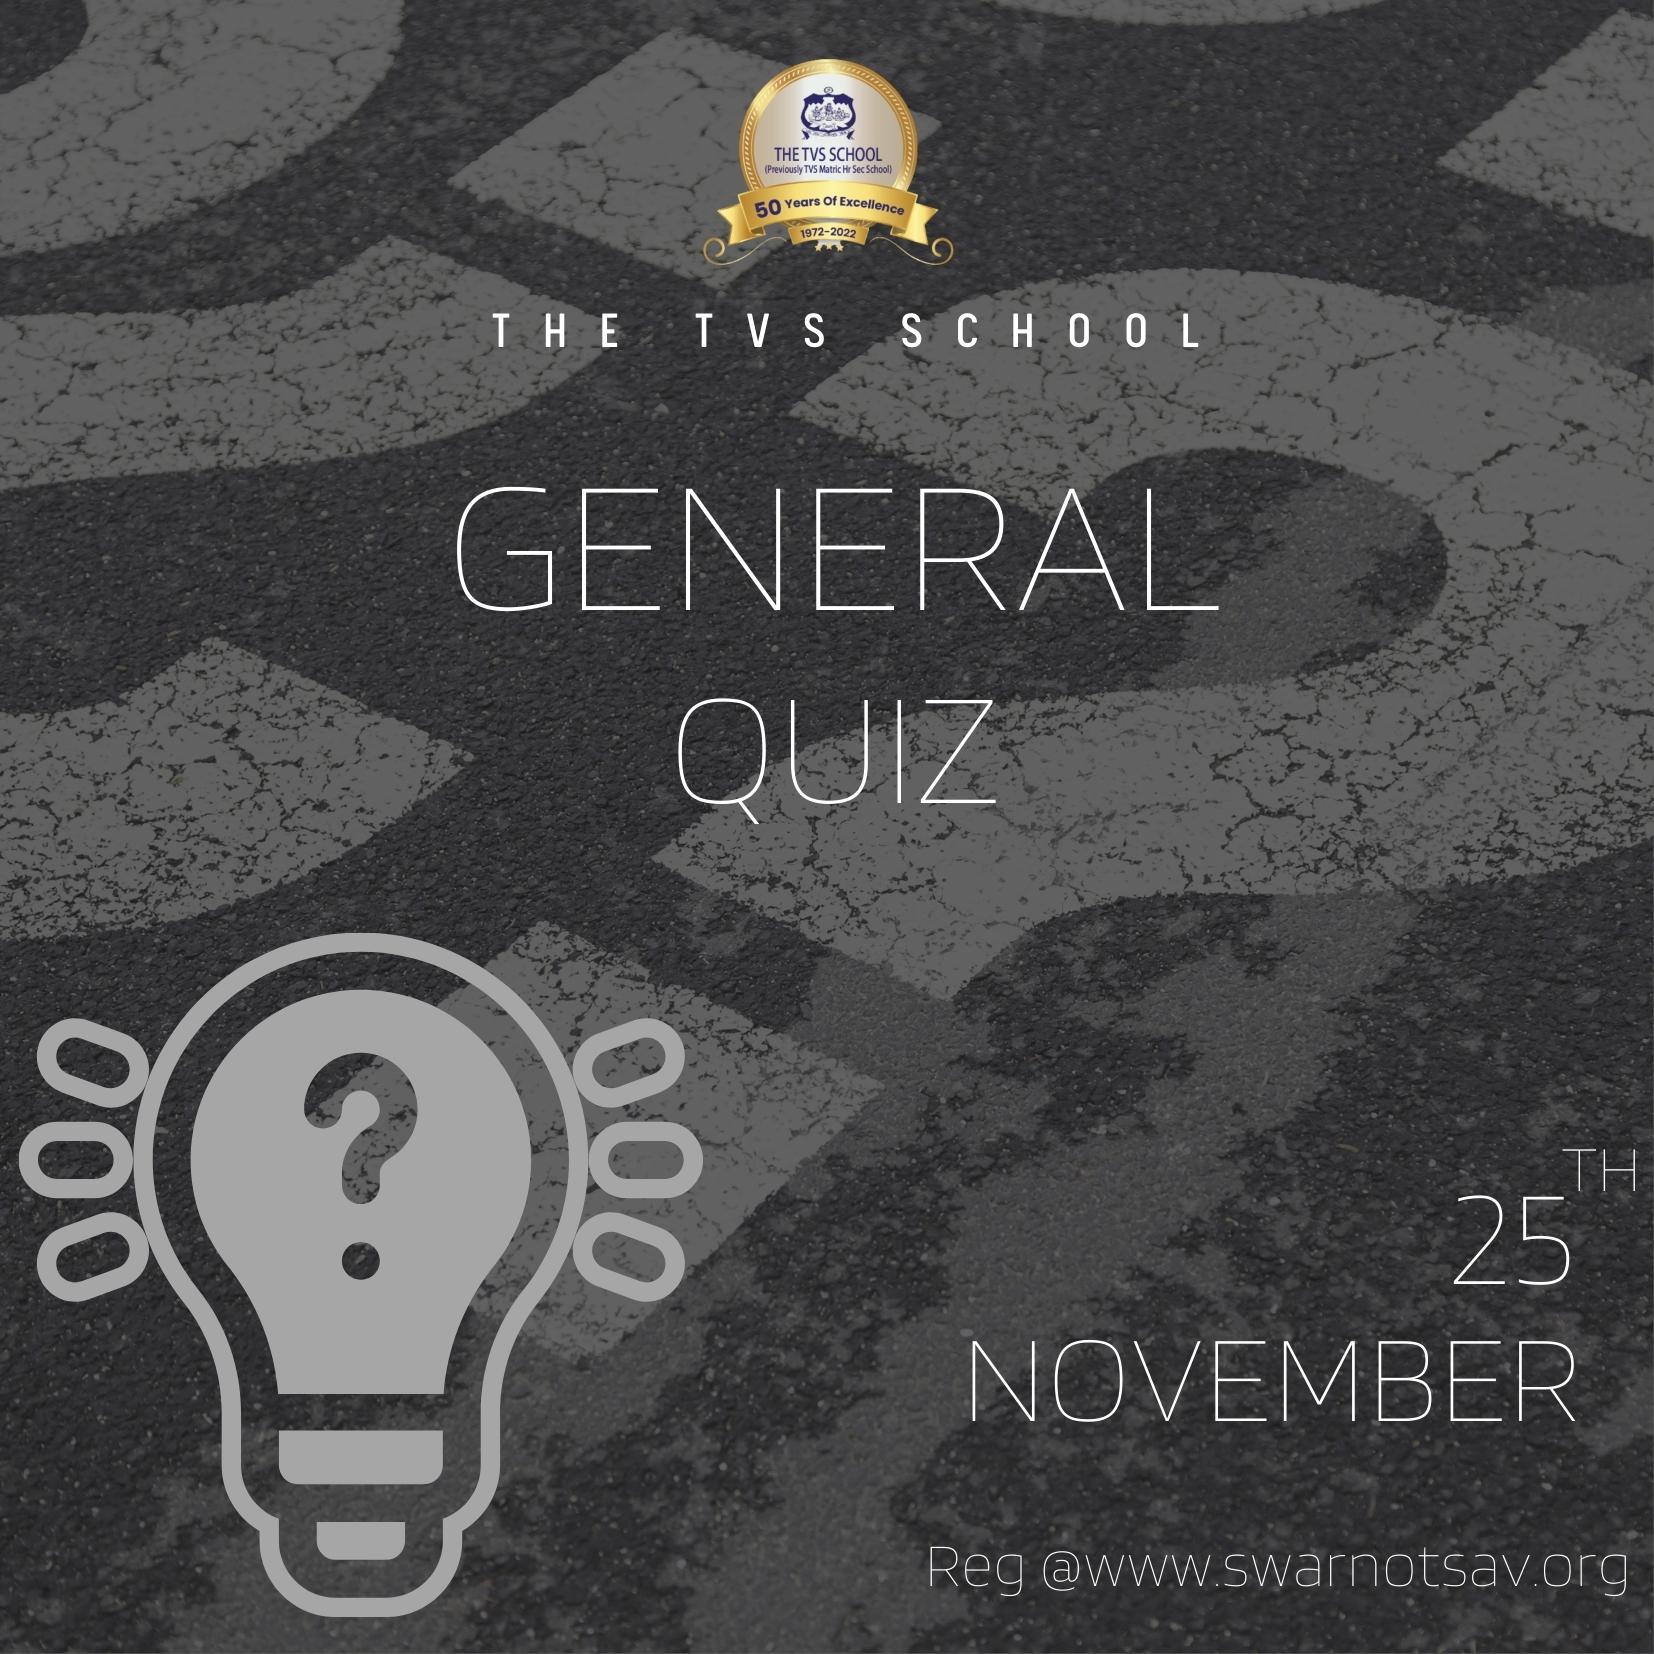 THE TVS SCHOOL
(Previously TVS Matric Hr Sec School)
50 Years Of Excellence
1972-2022
THE TVS SCHOOL
GENERAL
QUIZ
?
25TH
NOVEMBER
Reg @www.swarnotsav.org